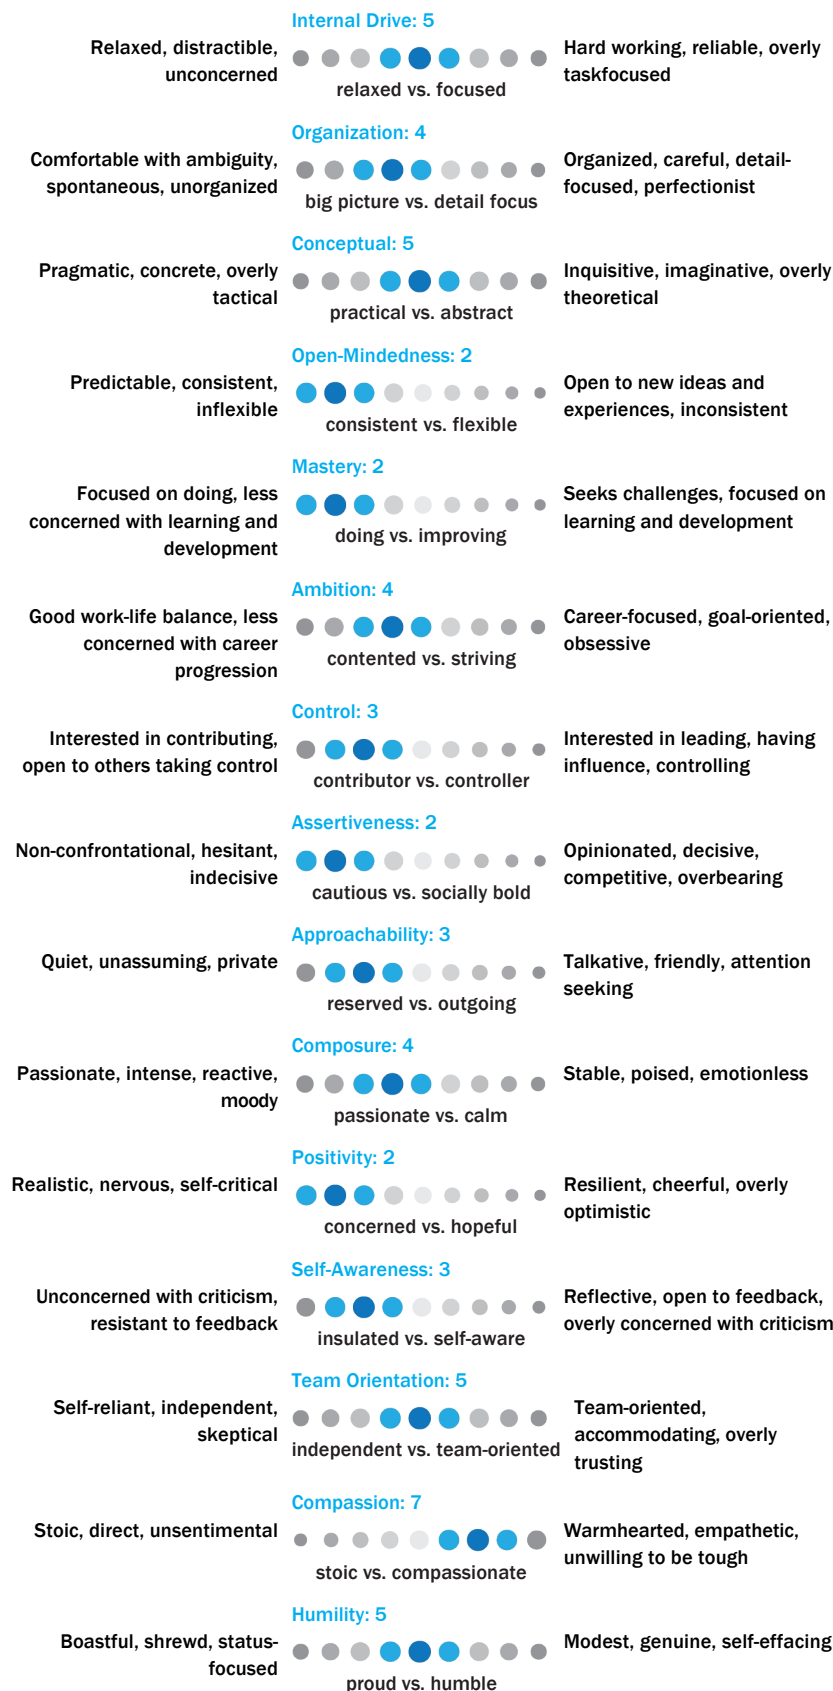 Internal Drive: 5
Relaxed, distractible,
unconcerned
relaxed vs. focused
Hard working, reliable, overly
taskfocused
Organization: 4
Comfortable with ambiguity,
spontaneous, unorganized
big picture vs. detail focus
Organized, careful, detail-
focused, perfectionist
Conceptual: 5
Pragmatic, concrete, overly
tactical
practical vs. abstract
Inquisitive, imaginative, overly
theoretical
Open-Mindedness: 2
Predictable, consistent,
inflexible
consistent vs. flexible
Open to new ideas and
experiences, inconsistent
Mastery: 2
Focused on doing, less
concerned with learning and
development
doing vs. improving
Seeks challenges, focused on
learning and development
Ambition: 4
Good work-life balance, less
concerned with career
progression
contented vs. striving
Career-focused, goal-oriented,
obsessive
Control: 3
Interested in contributing,
open to others taking control
contributor vs. controller
Interested in leading, having
influence, controlling
Assertiveness: 2
Non-confrontational, hesitant,
indecisive
cautious vs. socially bold
Opinionated, decisive,
competitive, overbearing
Approachability: 3
Quiet, unassuming, private
reserved vs. outgoing
Talkative, friendly, attention
seeking
Composure: 4
Passionate, intense, reactive,
moody
passionate vs. calm
Stable, poised, emotionless
Positivity: 2
Realistic, nervous, self-critical
concerned vs. hopeful
Resilient, cheerful, overly
optimistic
Self-Awareness: 3
Unconcerned with criticism,
resistant to feedback
insulated vs. self-aware
Reflective, open to feedback,
overly concerned with criticism
Team Orientation: 5
Self-reliant, independent,
skeptical
independent vs. team-oriented
Team-oriented,
accommodating, overly
trusting
Compassion: 7
Stoic, direct, unsentimental
stoic vs. compassionate
Warmhearted, empathetic,
unwilling to be tough
Humility: 5
Boastful, shrewd, status-
focused
proud vs. humble
Modest, genuine, self-effacing